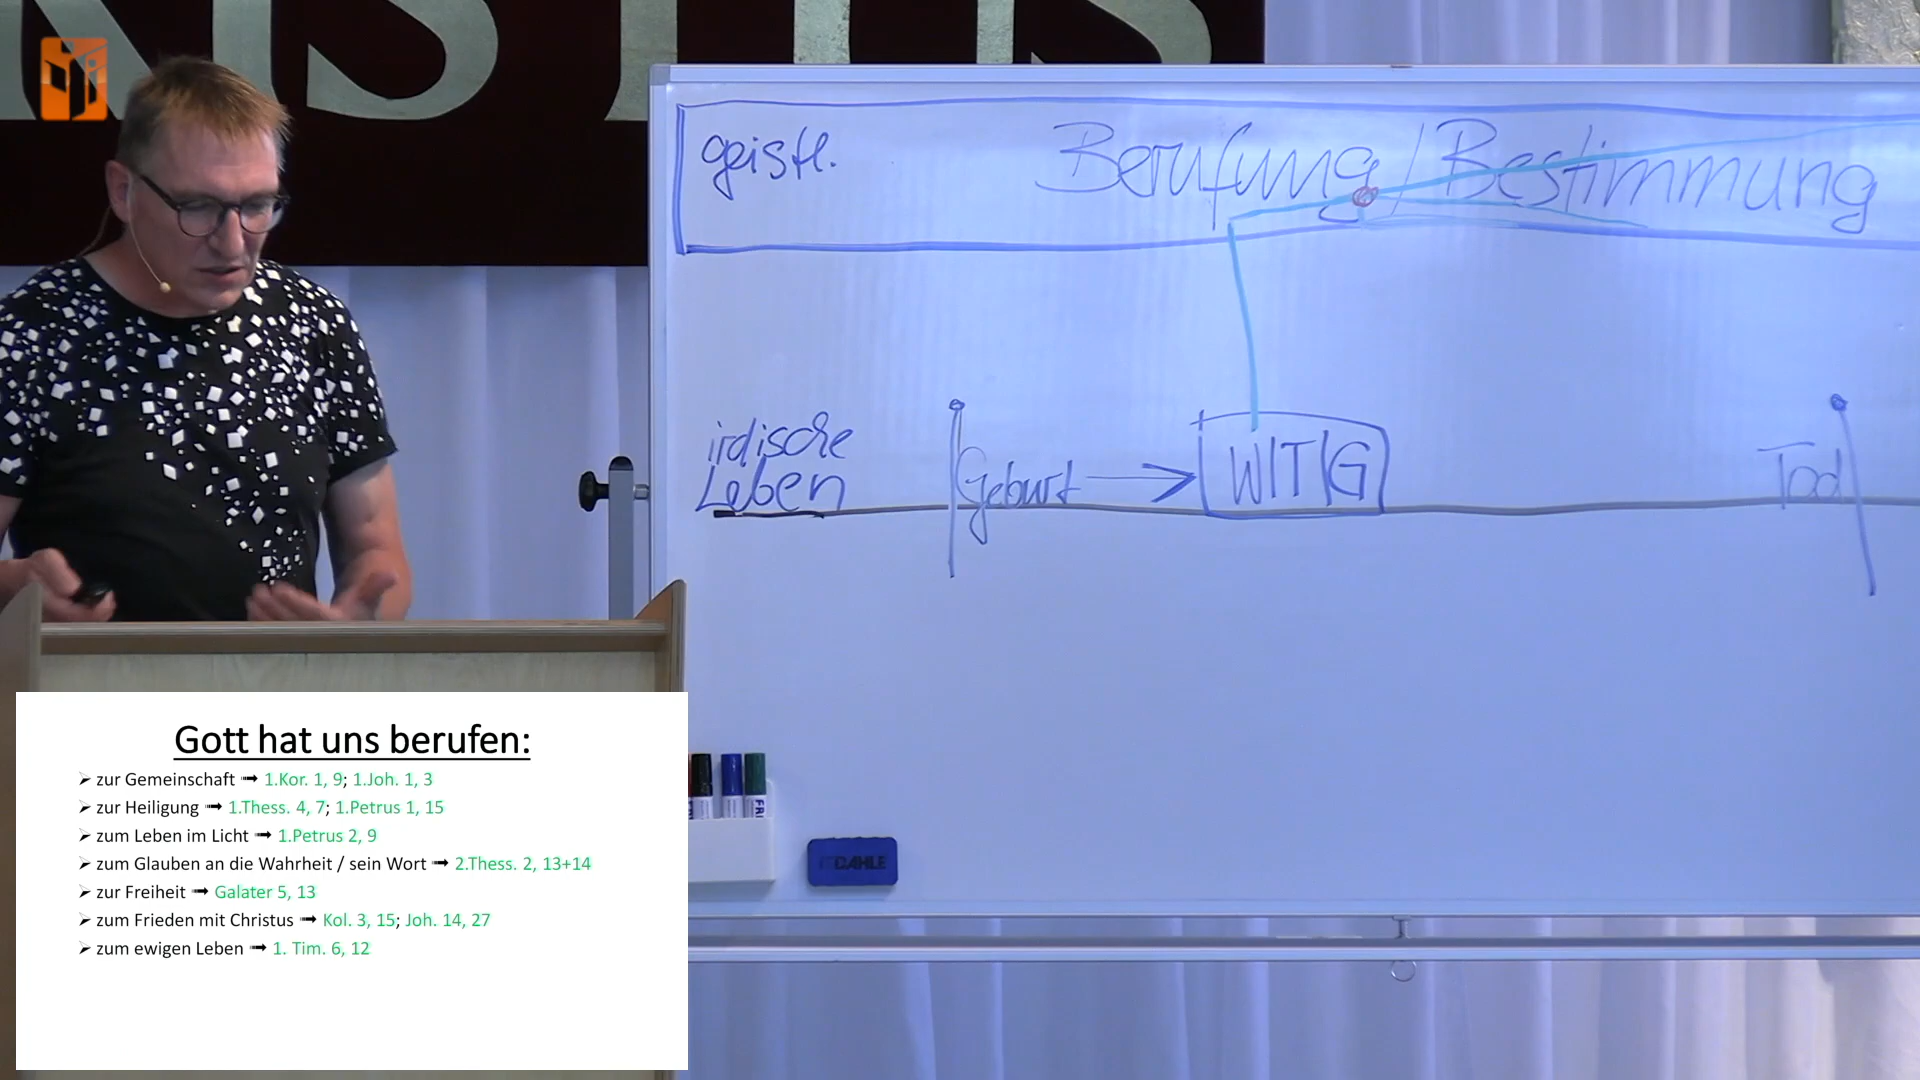 geistl. Berufung / Bestimmung
irdische
Leben
Geburt → W|T|G
Tod
DAHLE
Gott hat uns berufen:
➢ zur Gemeinschaft ➟ 1.Kor. 1, 9; 1.Joh. 1, 3
➢ zur Heiligung ➟ 1.Thess. 4, 7; 1.Petrus 1, 15
➢ zum Leben im Licht ➟ 1.Petrus 2, 9
➢ zum Glauben an die Wahrheit / sein Wort ➟ 2.Thess. 2, 13+14
➢ zur Freiheit ➟ Galater 5, 13
➢ zum Frieden mit Christus ➟ Kol. 3, 15; Joh. 14, 27
➢ zum ewigen Leben ➟ 1. Tim. 6, 12